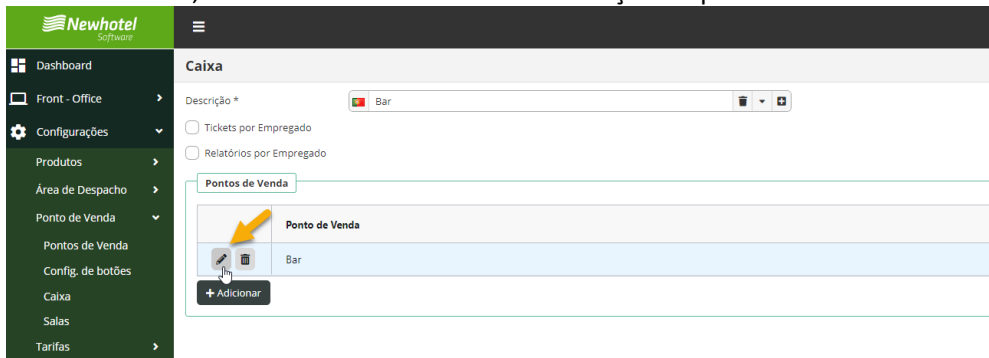 Newhotel
Software
Dashboard
Front - Office
Configurações
Produtos
Área de Despacho
Ponto de Venda
Pontos de Venda
Config. de botões
Caixa
Salas
Tarifas
Caixa
Descrição *
Bar
Tickets por Empregado
Relatórios por Empregado
Pontos de Venda
Ponto de Venda
Bar
+ Adicionar